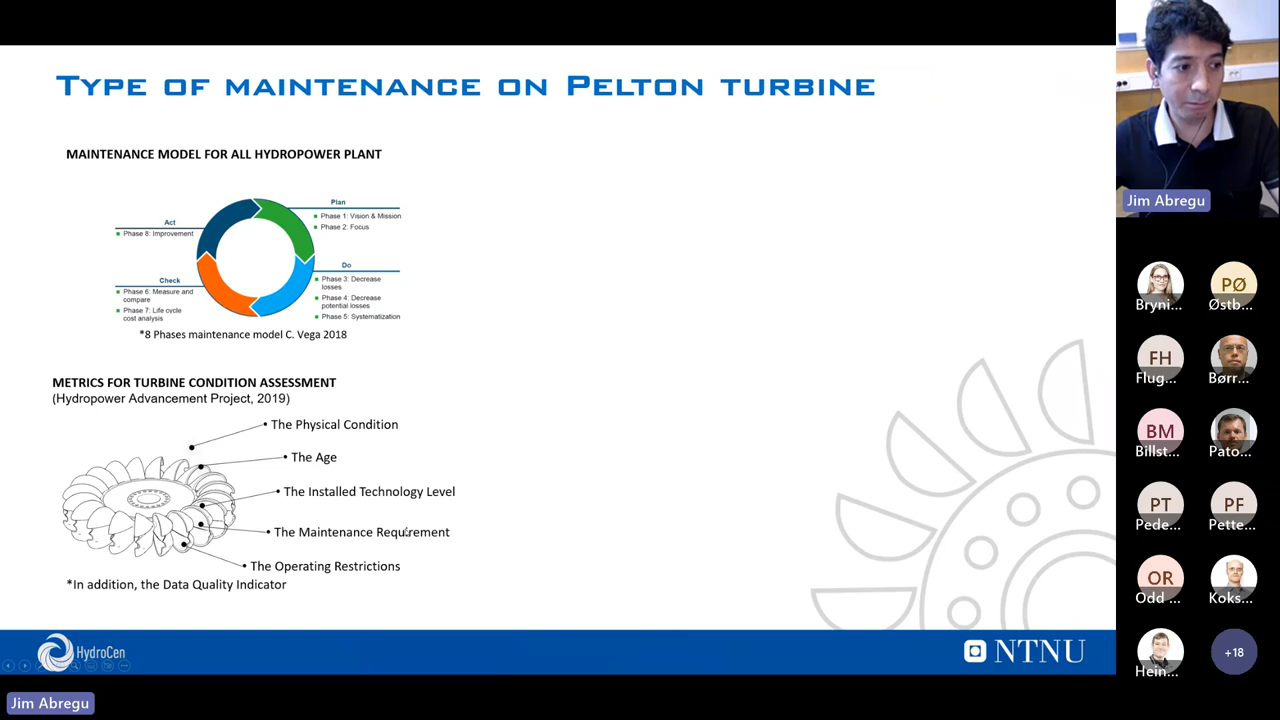 TYPE OF MAINTENANCE ON PELTON TURBINE
MAINTENANCE MODEL FOR ALL HYDROPOWER PLANT
Plan
Phase 1: Vision & Mission
Phase 2: Focus
Act
Phase 8: Improvement
Do
Phase 3: Decrease
losses
Phase 4: Decrease
potential losses
Phase 5: Systematization
Check
Phase 6: Measure and
compare
Phase 7: Life cycle
cost analysis
*8 Phases maintenance model C. Vega 2018
METRICS FOR TURBINE CONDITION ASSESSMENT
(Hydropower Advancement Project, 2019)
• The Physical Condition
• The Age
• The Installed Technology Level
• The Maintenance Requirement
• The Operating Restrictions
*In addition, the Data Quality Indicator
HydroCen
NTNU
Jim Abregu
Jim Abregu
Bryni...
PØ
Østb...
FH
Flug...
Børr...
BM
Billst...
Pato...
PT
Pede...
PF
Pette...
OR
Odd ...
Koks...
Hein...
+18